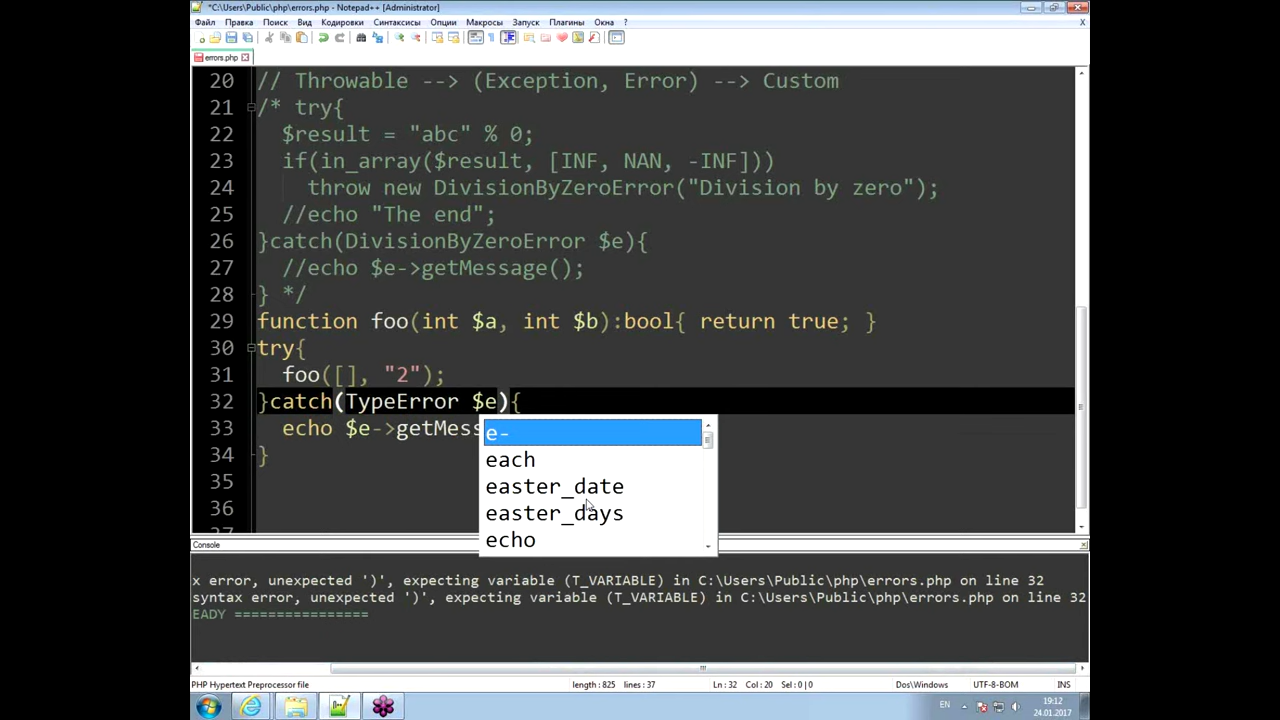 *C:\Users\Public\php\errors.php - Notepad++ [Administrator]
Файл Правка Поиск Вид Кодировки Синтаксисы Опции Макросы Запуск Плагины Окна ? X
errors.php
20 // Throwable --> (Exception, Error) --> Custom
21 /* try{
22 $result = "abc" % 0;
23 if(in_array($result, [INF, NAN, -INF]))
24 throw new DivisionByZeroError("Division by zero");
25 //echo "The end";
26 }catch(DivisionByZeroError $e){
27 //echo $e->getMessage();
28 } */
29 function foo(int $a, int $b):bool{ return true; }
30 try{
31 foo([], "2");
32 }catch(TypeError $e){
33 echo $e->getMess
34 }
35
36
37
e-
each
easter_date
easter_days
echo
Console
x error, unexpected ')', expecting variable (T_VARIABLE) in C:\Users\Public\php\errors.php on line 32
syntax error, unexpected ')', expecting variable (T_VARIABLE) in C:\Users\Public\php\errors.php on line 32
EADY ================
PHP Hypertext Preprocessor file length : 825 lines : 37 Ln : 32 Col : 20 Sel : 0 | 0 Dos\Windows UTF-8-BOM INS
EN 19:12
24.01.2017